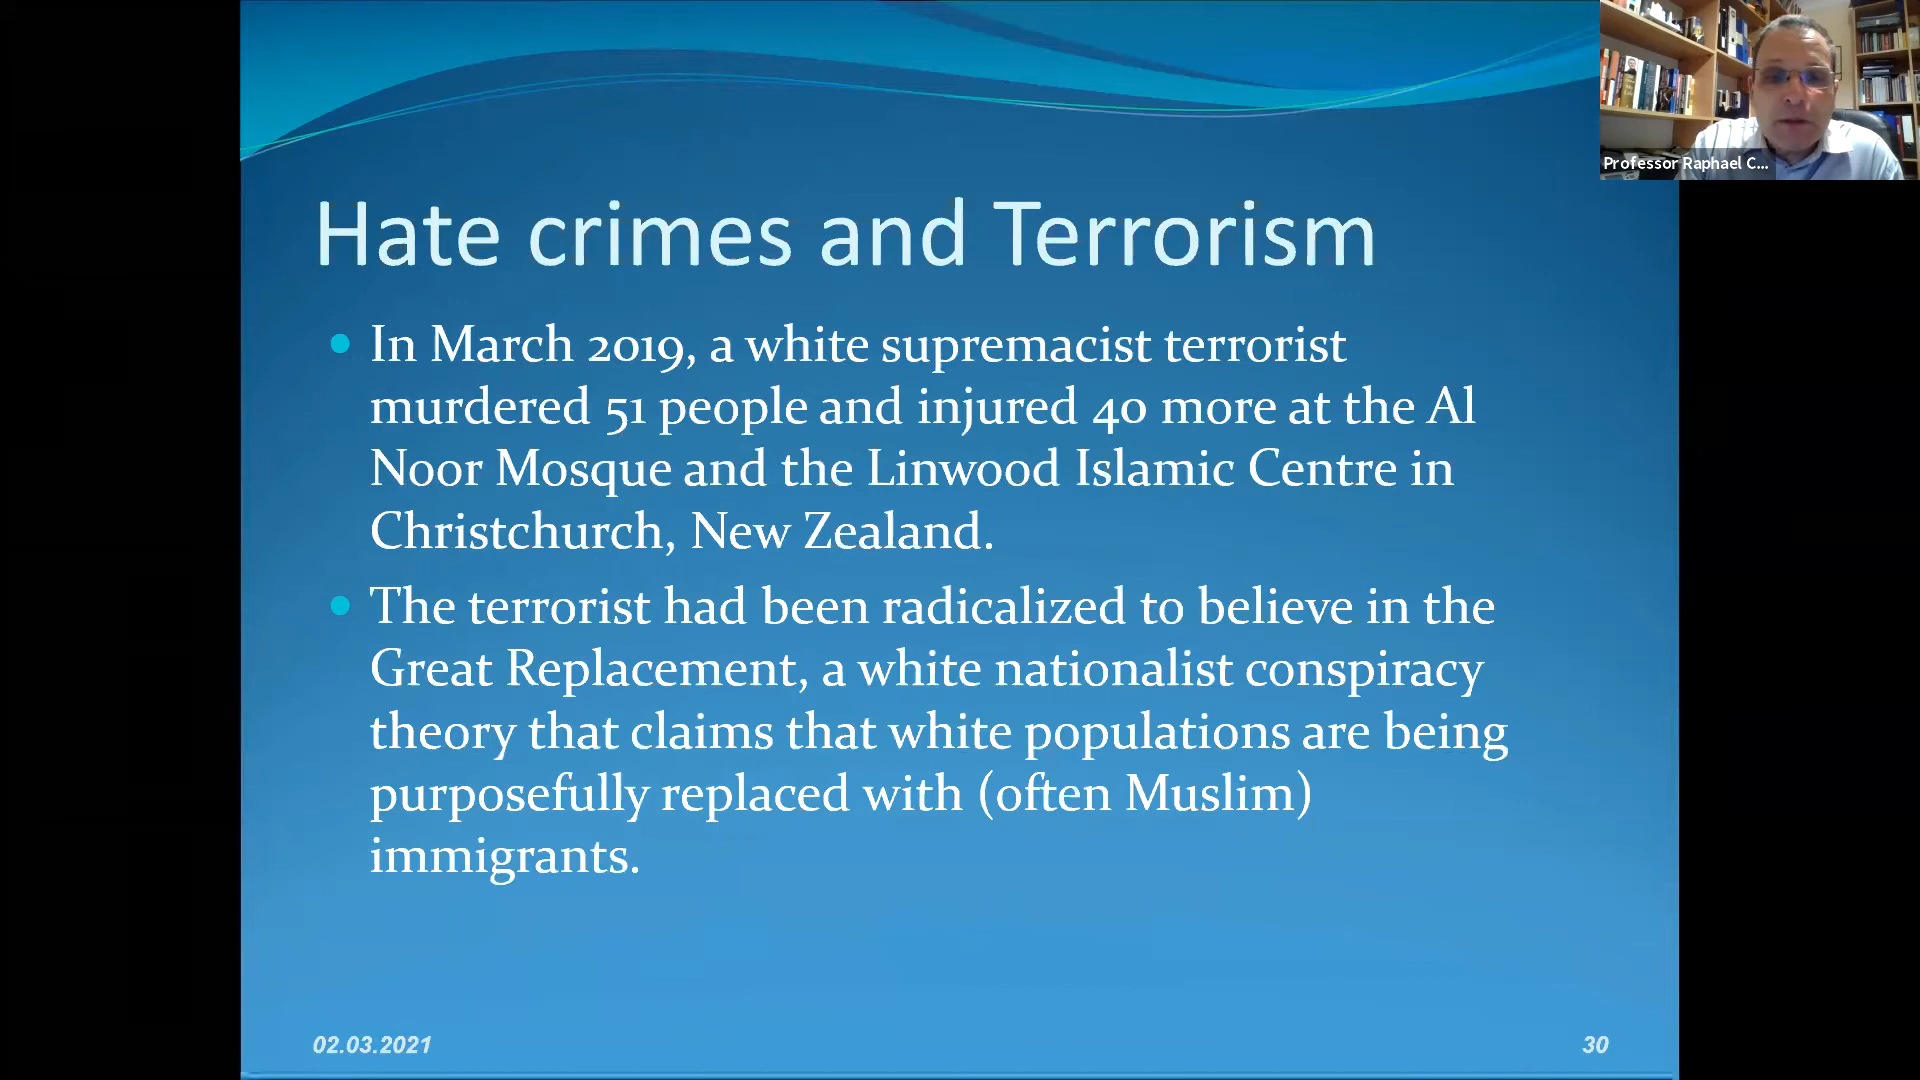 Professor Raphael C...
Hate crimes and Terrorism
In March 2019, a white supremacist terrorist
murdered 51 people and injured 40 more at the Al
Noor Mosque and the Linwood Islamic Centre in
Christchurch, New Zealand.
The terrorist had been radicalized to believe in the
Great Replacement, a white nationalist conspiracy
theory that claims that white populations are being
purposefully replaced with (often Muslim)
immigrants.
02.03.2021
30